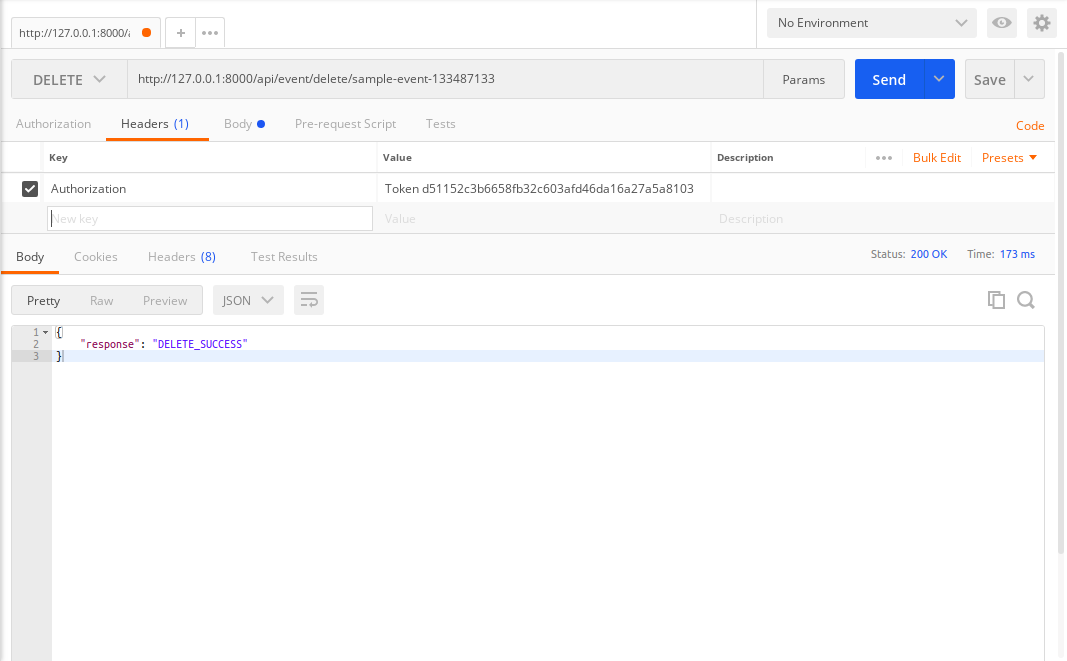 http://127.0.0.1:8000/a
+
No Environment
DELETE
http://127.0.0.1:8000/api/event/delete/sample-event-133487133
Params
Send
Save
Authorization
Headers (1)
Body
Pre-request Script
Tests
Code
Key
Value
Description
Bulk Edit
Presets
Authorization
Token d51152c3b6658fb32c603afd46da16a27a5a8103
New key
Value
Description
Body
Cookies
Headers (8)
Test Results
Status: 200 OK
Time: 173 ms
Pretty
Raw
Preview
JSON
1 {
2 "response": "DELETE_SUCCESS"
3 }